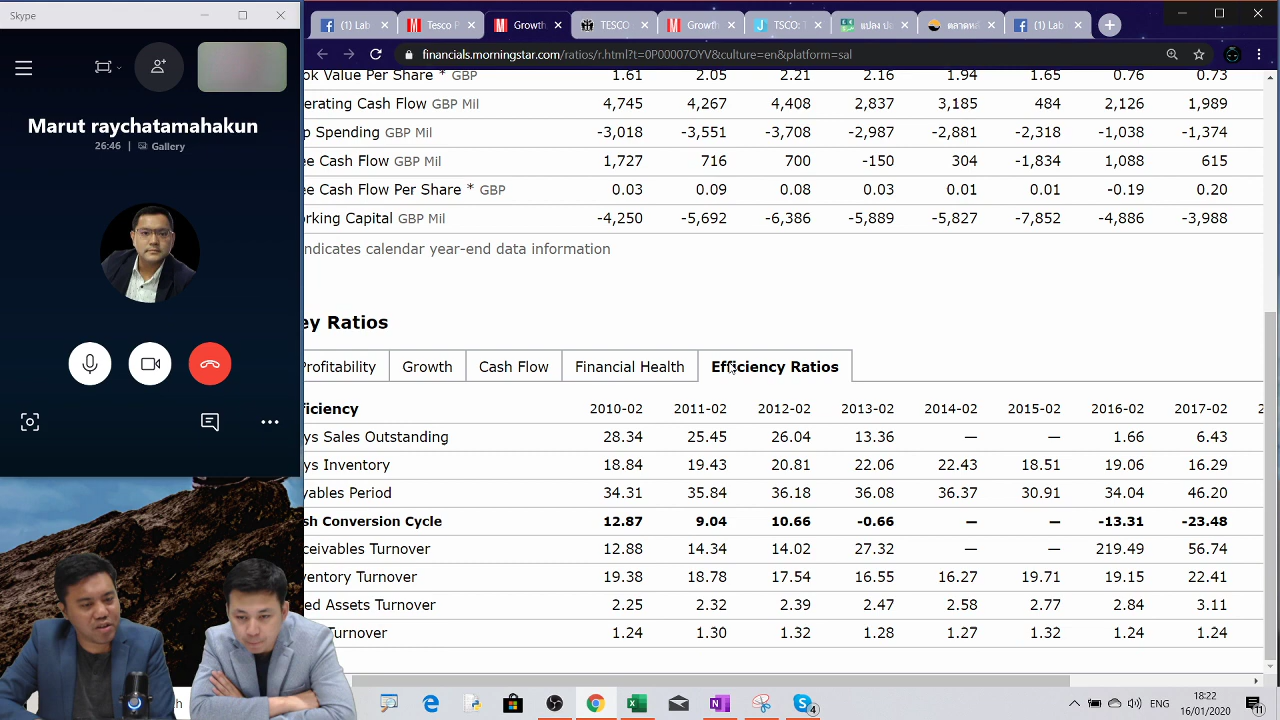 Skype
(1) Lab
Tesco P
Growth
TESCO
Growth
TSCO:
แปลง ปอ
ตลาดหลั
(1) Lab
financials.morningstar.com/ratios/r.html?t=0P00007OYV&culture=en&platform=sal
Marut raychatamahakun
26:46 | Gallery
ok Value Per Share * GBP 1.61 2.05 2.21 2.16 1.94 1.65 0.76 0.73
erating Cash Flow GBP Mil 4,745 4,267 4,408 2,837 3,185 484 2,126 1,989
p Spending GBP Mil -3,018 -3,551 -3,708 -2,987 -2,881 -2,318 -1,038 -1,374
ee Cash Flow GBP Mil 1,727 716 700 -150 304 -1,834 1,088 615
ee Cash Flow Per Share * GBP 0.03 0.09 0.08 0.03 0.01 0.01 -0.19 0.20
orking Capital GBP Mil -4,250 -5,692 -6,386 -5,889 -5,827 -7,852 -4,886 -3,988
ndicates calendar year-end data information
ey Ratios
Profitability Growth Cash Flow Financial Health Efficiency Ratios
ficiency 2010-02 2011-02 2012-02 2013-02 2014-02 2015-02 2016-02 2017-02 2
ys Sales Outstanding 28.34 25.45 26.04 13.36 — — 1.66 6.43
ys Inventory 18.84 19.43 20.81 22.06 22.43 18.51 19.06 16.29
yables Period 34.31 35.84 36.18 36.08 36.37 30.91 34.04 46.20
sh Conversion Cycle 12.87 9.04 10.66 -0.66 — — -13.31 -23.48
ceivables Turnover 12.88 14.34 14.02 27.32 — — 219.49 56.74
ventory Turnover 19.38 18.78 17.54 16.55 16.27 19.71 19.15 22.41
ed Assets Turnover 2.25 2.32 2.39 2.47 2.58 2.77 2.84 3.11
Turnover 1.24 1.30 1.32 1.28 1.27 1.32 1.24 1.24
ch
4
ENG
18:22
16/01/2020
11